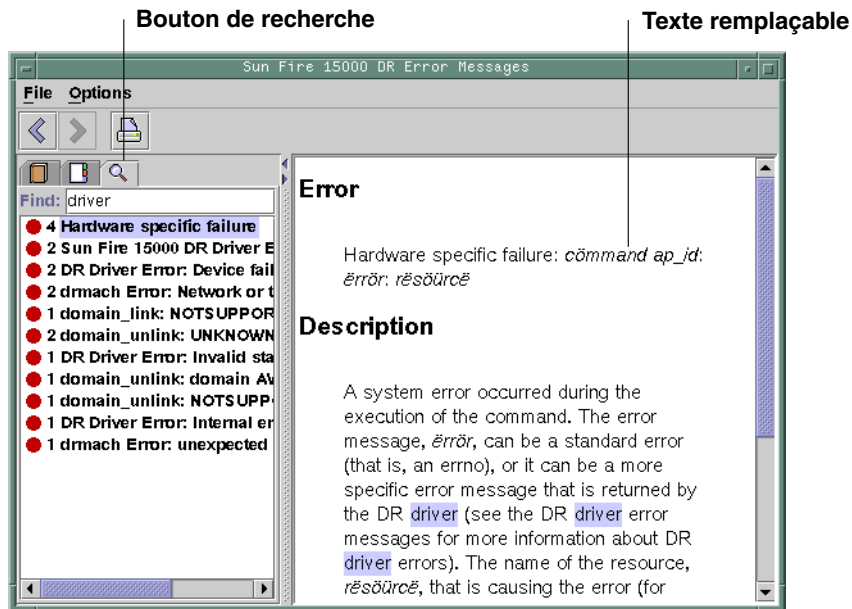 Bouton de recherche
Texte remplaçable
Sun Fire 15000 DR Error Messages
File Options
Find: driver
4 Hardware specific failure
2 Sun Fire 15000 DR Driver E
2 DR Driver Error: Device fail
2 drmach Error: Network or t
1 domain_link: NOTSUPPOR
2 domain_unlink: UNKNOWN
1 DR Driver Error: Invalid sta
1 domain_unlink: domain AV
1 domain_unlink: NOTSUPP
1 DR Driver Error: Internal er
1 drmach Error: unexpected
Error
Hardware specific failure: cömmand ap_id:
ërrör: rësöürcë
Description
A system error occurred during the
execution of the command. The error
message, ërrör, can be a standard error
(that is, an errno), or it can be a more
specific error message that is returned by
the DR driver (see the DR driver error
messages for more information about DR
driver errors). The name of the resource,
rësöürcë, that is causing the error (for